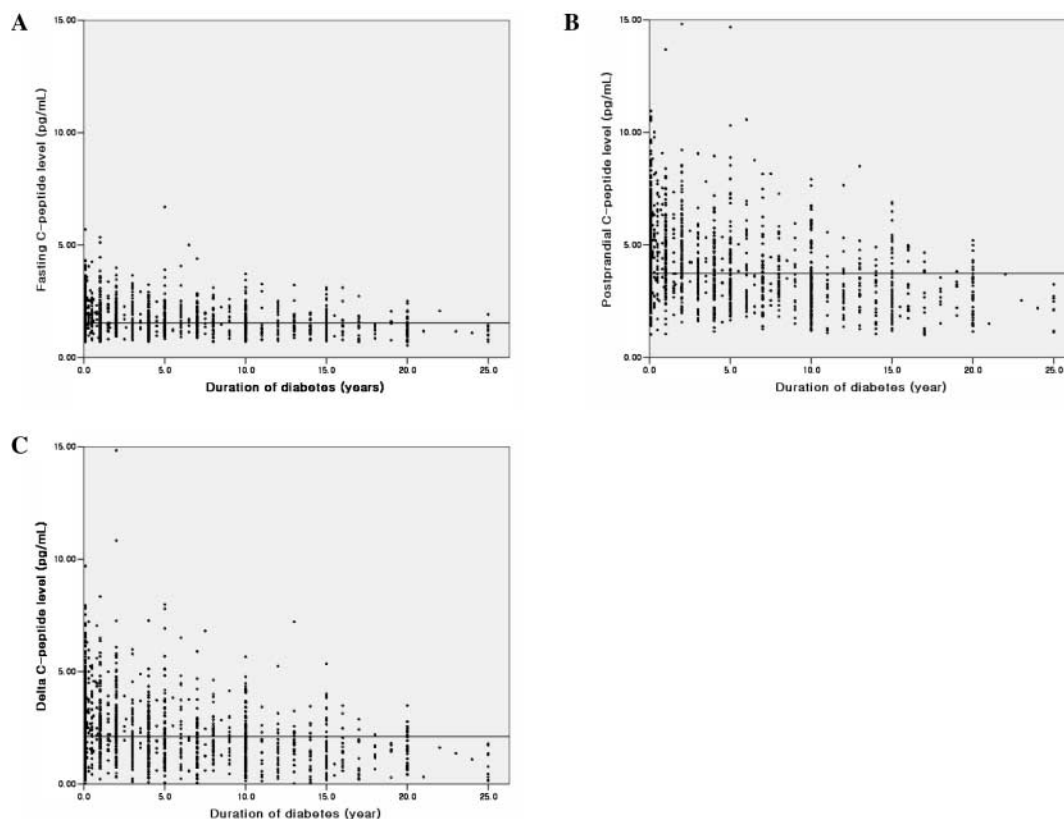 A
15.00
10.00
5.00
0.00
Fasting C-peptide level (pg/mL)
0.0 5.0 10.0 15.0 20.0 25.0
Duration of diabetes (years)
B
15.00
10.00
5.00
0.00
Postprandial C-peptide level (pg/mL)
0.0 5.0 10.0 15.0 20.0 25.0
Duration of diabetes (year)
C
15.00
10.00
5.00
0.00
Delta C-peptide level (pg/mL)
0.0 5.0 10.0 15.0 20.0 25.0
Duration of diabetes (year)